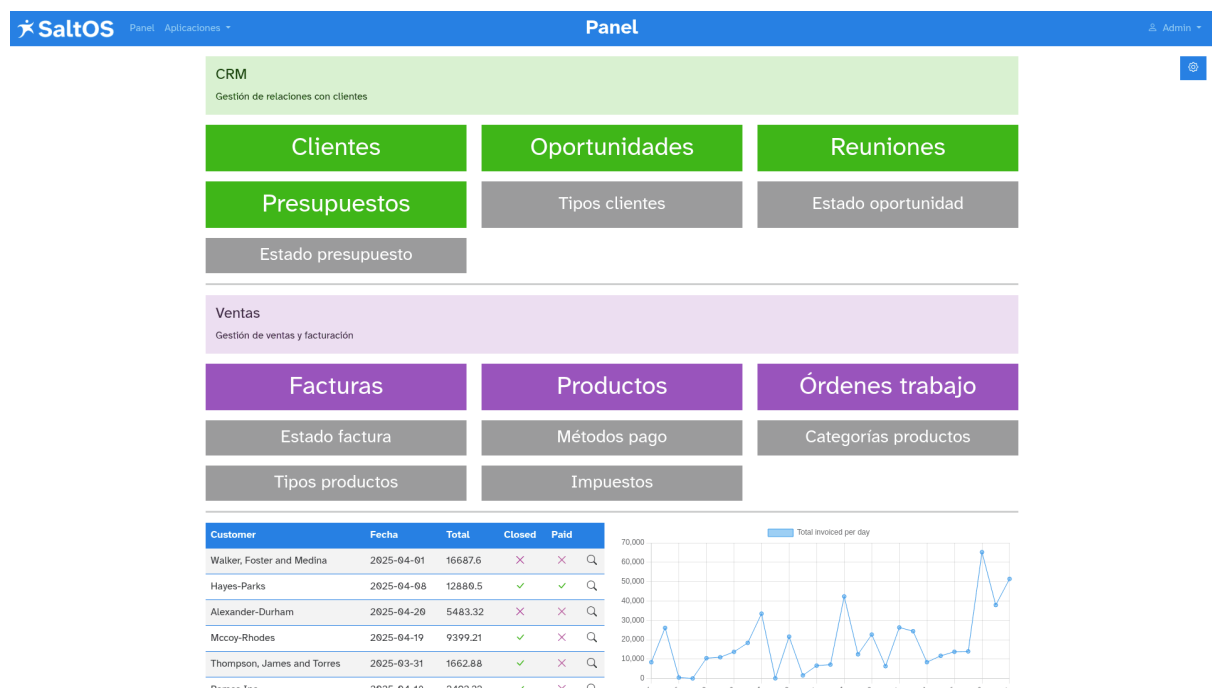 SaltOS Panel Aplicaciones Panel Admin
CRM
Gestión de relaciones con clientes
Clientes Oportunidades Reuniones
Presupuestos Tipos clientes Estado oportunidad
Estado presupuesto
Ventas
Gestión de ventas y facturación
Facturas Productos Órdenes trabajo
Estado factura Métodos pago Categorías productos
Tipos productos Impuestos
Customer Fecha Total Closed Paid
Walker, Foster and Medina 2025-04-01 16687.6
Hayes-Parks 2025-04-08 12880.5
Alexander-Durham 2025-04-20 5483.32
Mccoy-Rhodes 2025-04-19 9399.21
Thompson, James and Torres 2025-03-31 1662.88
Total invoiced per day
70,000
60,000
50,000
40,000
30,000
20,000
10,000
0